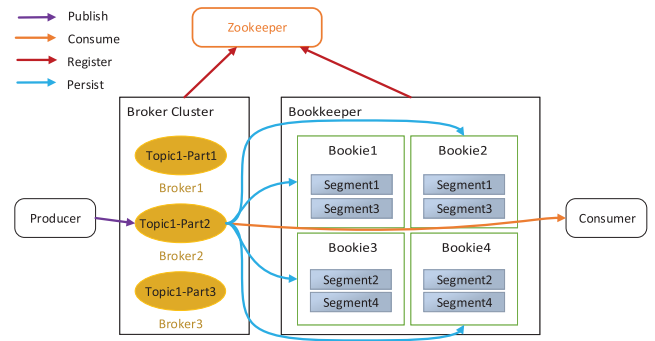 Publish
Consume
Register
Persist
Zookeeper
Broker Cluster
Topic1-Part1
Broker1
Topic1-Part2
Broker2
Topic1-Part3
Broker3
Producer
Bookkeeper
Bookie1
Segment1
Segment3
Bookie2
Segment1
Segment3
Bookie3
Segment2
Segment4
Bookie4
Segment2
Segment4
Consumer